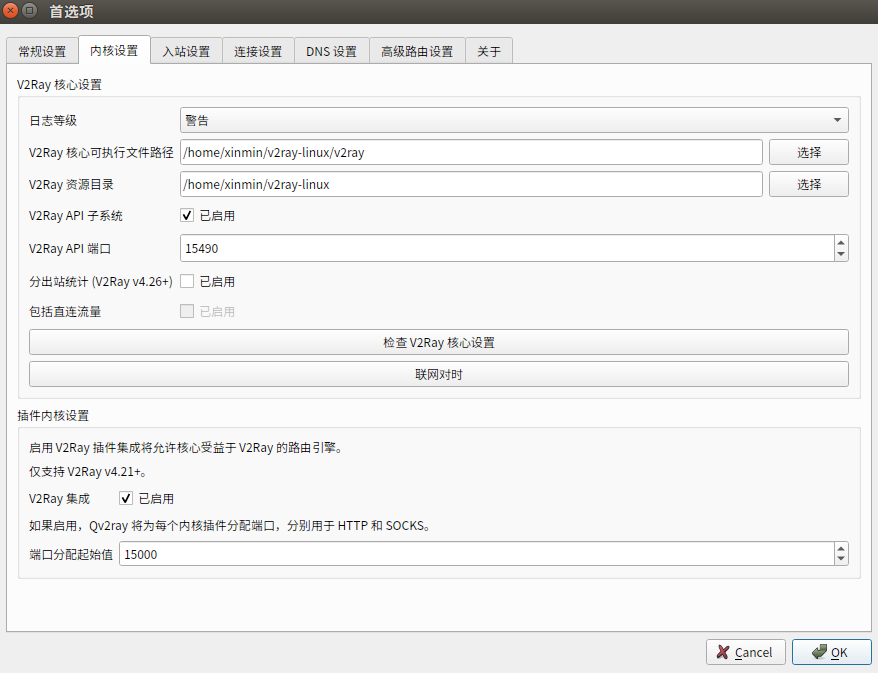 首选项
常规设置 内核设置 入站设置 连接设置 DNS 设置 高级路由设置 关于
V2Ray 核心设置
日志等级 警告
V2Ray 核心可执行文件路径 /home/xinmin/v2ray-linux/v2ray 选择
V2Ray 资源目录 /home/xinmin/v2ray-linux 选择
V2Ray API 子系统 已启用
V2Ray API 端口 15490
分出站统计 (V2Ray v4.26+) 已启用
包括直连流量 已启用
检查 V2Ray 核心设置
联网对时
插件内核设置
启用 V2Ray 插件集成将允许核心受益于 V2Ray 的路由引擎。
仅支持 V2Ray v4.21+。
V2Ray 集成 已启用
如果启用，Qv2ray 将为每个内核插件分配端口，分别用于 HTTP 和 SOCKS。
端口分配起始值 15000
Cancel OK